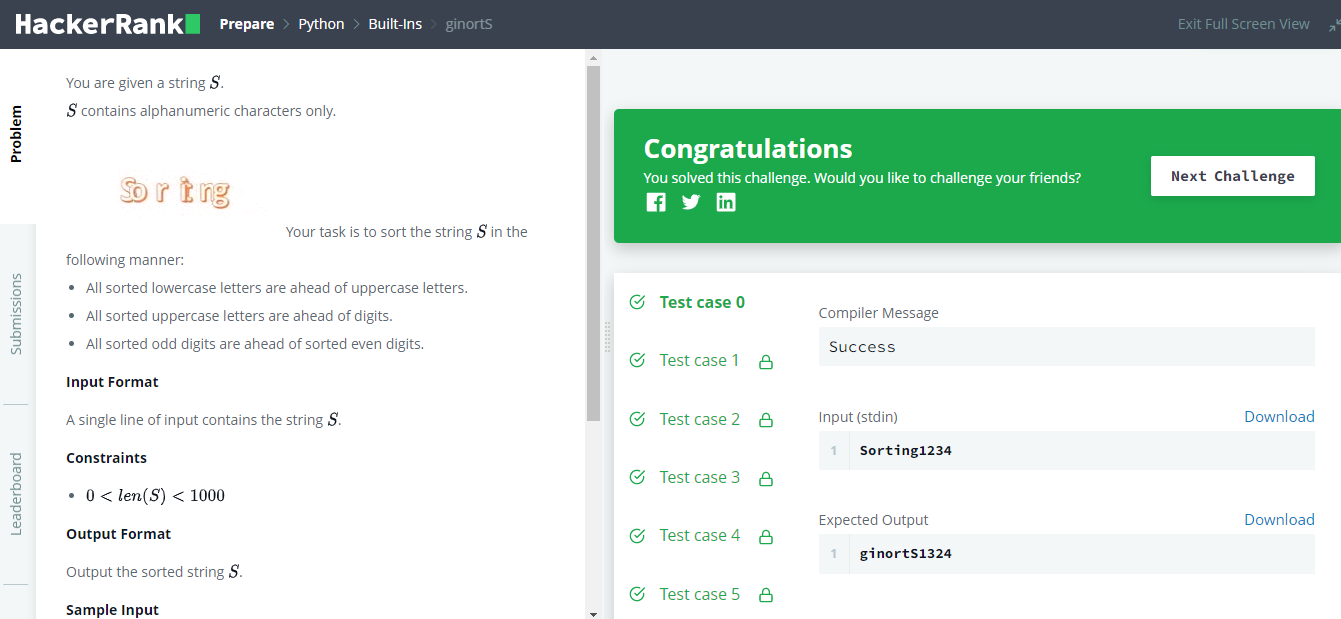 HackerRank Prepare > Python > Built-Ins > ginortS Exit Full Screen View
Problem
Submissions
Leaderboard
You are given a string S.
S contains alphanumeric characters only.
Sorting
Your task is to sort the string S in the
following manner:
• All sorted lowercase letters are ahead of uppercase letters.
• All sorted uppercase letters are ahead of digits.
• All sorted odd digits are ahead of sorted even digits.
Input Format
A single line of input contains the string S.
Constraints
• 0 < len(S) < 1000
Output Format
Output the sorted string S.
Sample Input
Congratulations
You solved this challenge. Would you like to challenge your friends?
Next Challenge
Test case 0
Test case 1
Test case 2
Test case 3
Test case 4
Test case 5
Compiler Message
Success
Input (stdin) Download
1 Sorting1234
Expected Output Download
1 ginortS1324